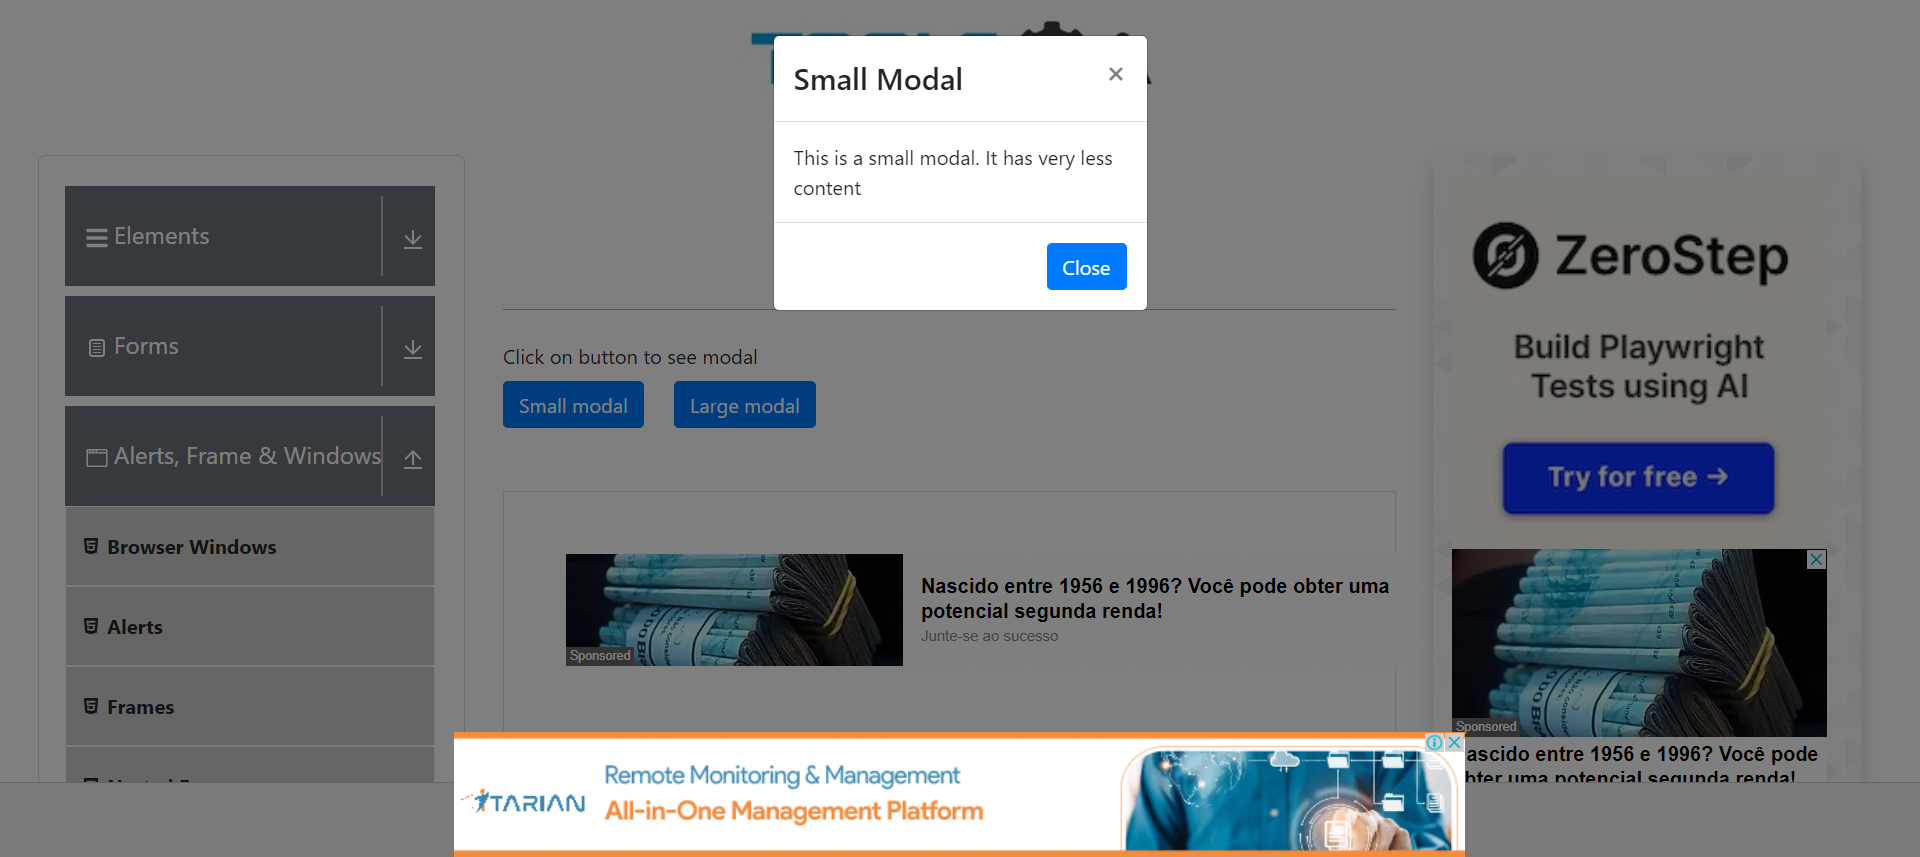 Small Modal
×
This is a small modal. It has very less
content
Close
Elements
Forms
Alerts, Frame & Windows
Browser Windows
Alerts
Frames
Click on button to see modal
Small modal
Large modal
Sponsored
Nascido entre 1956 e 1996? Você pode obter uma
potencial segunda renda!
Junte-se ao sucesso
ZeroStep
Build Playwright
Tests using AI
Try for free →
Sponsored
ascido entre 1956 e 1996? Você pode
bter uma potencial segunda renda!
ITARIAN
Remote Monitoring & Management
All-in-One Management Platform